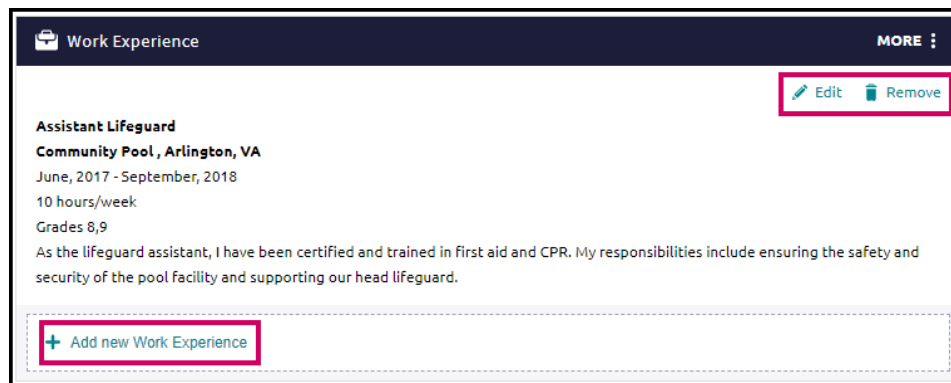 Work Experience MORE
Edit Remove
Assistant Lifeguard
Community Pool , Arlington, VA
June, 2017 - September, 2018
10 hours/week
Grades 8,9
As the lifeguard assistant, I have been certified and trained in first aid and CPR. My responsibilities include ensuring the safety and
security of the pool facility and supporting our head lifeguard.
+ Add new Work Experience